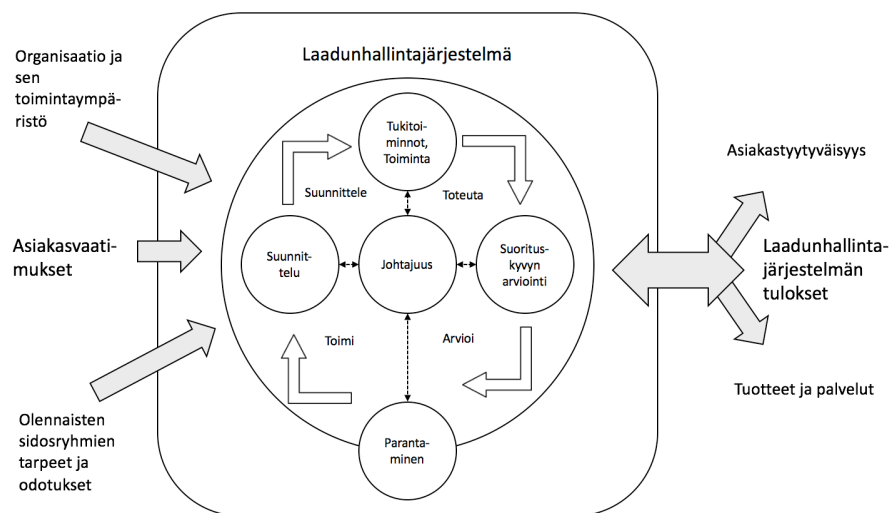 Laadunhallintajärjestelmä
Organisaatio ja
sen
toimintaympä-
ristö
Asiakasvaati-
mukset
Olennaisten
sidosryhmien
tarpeet ja
odotukset
Tukitoi-
minnot,
Toiminta
Suunnittele
Toteuta
Suunnit-
telu
Johtajuus
Suoritus-
kyvyn
arviointi
Toimi
Arvioi
Paranta-
minen
Asiakastyytyväisyys
Laadunhallinta-
järjestelmän
tulokset
Tuotteet ja palvelut